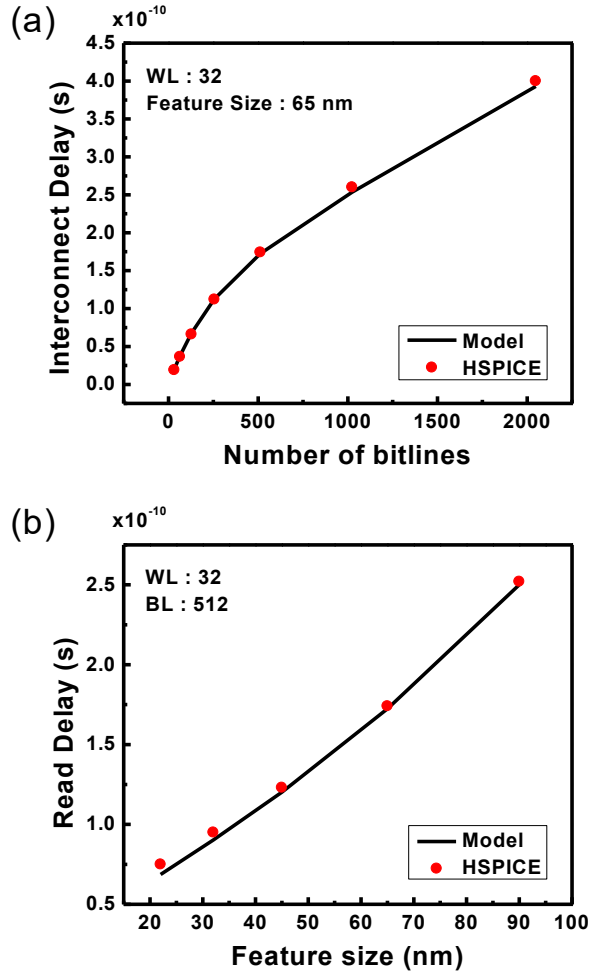 (a)
x10⁻¹⁰
4.5
4.0
3.5
3.0
2.5
2.0
1.5
1.0
0.5
0.0
Interconnect Delay (s)
WL : 32
Feature Size : 65 nm
Model
HSPICE
0 500 1000 1500 2000
Number of bitlines
(b)
x10⁻¹⁰
2.5
2.0
1.5
1.0
0.5
Read Delay (s)
WL : 32
BL : 512
Model
HSPICE
20 30 40 50 60 70 80 90 100
Feature size (nm)